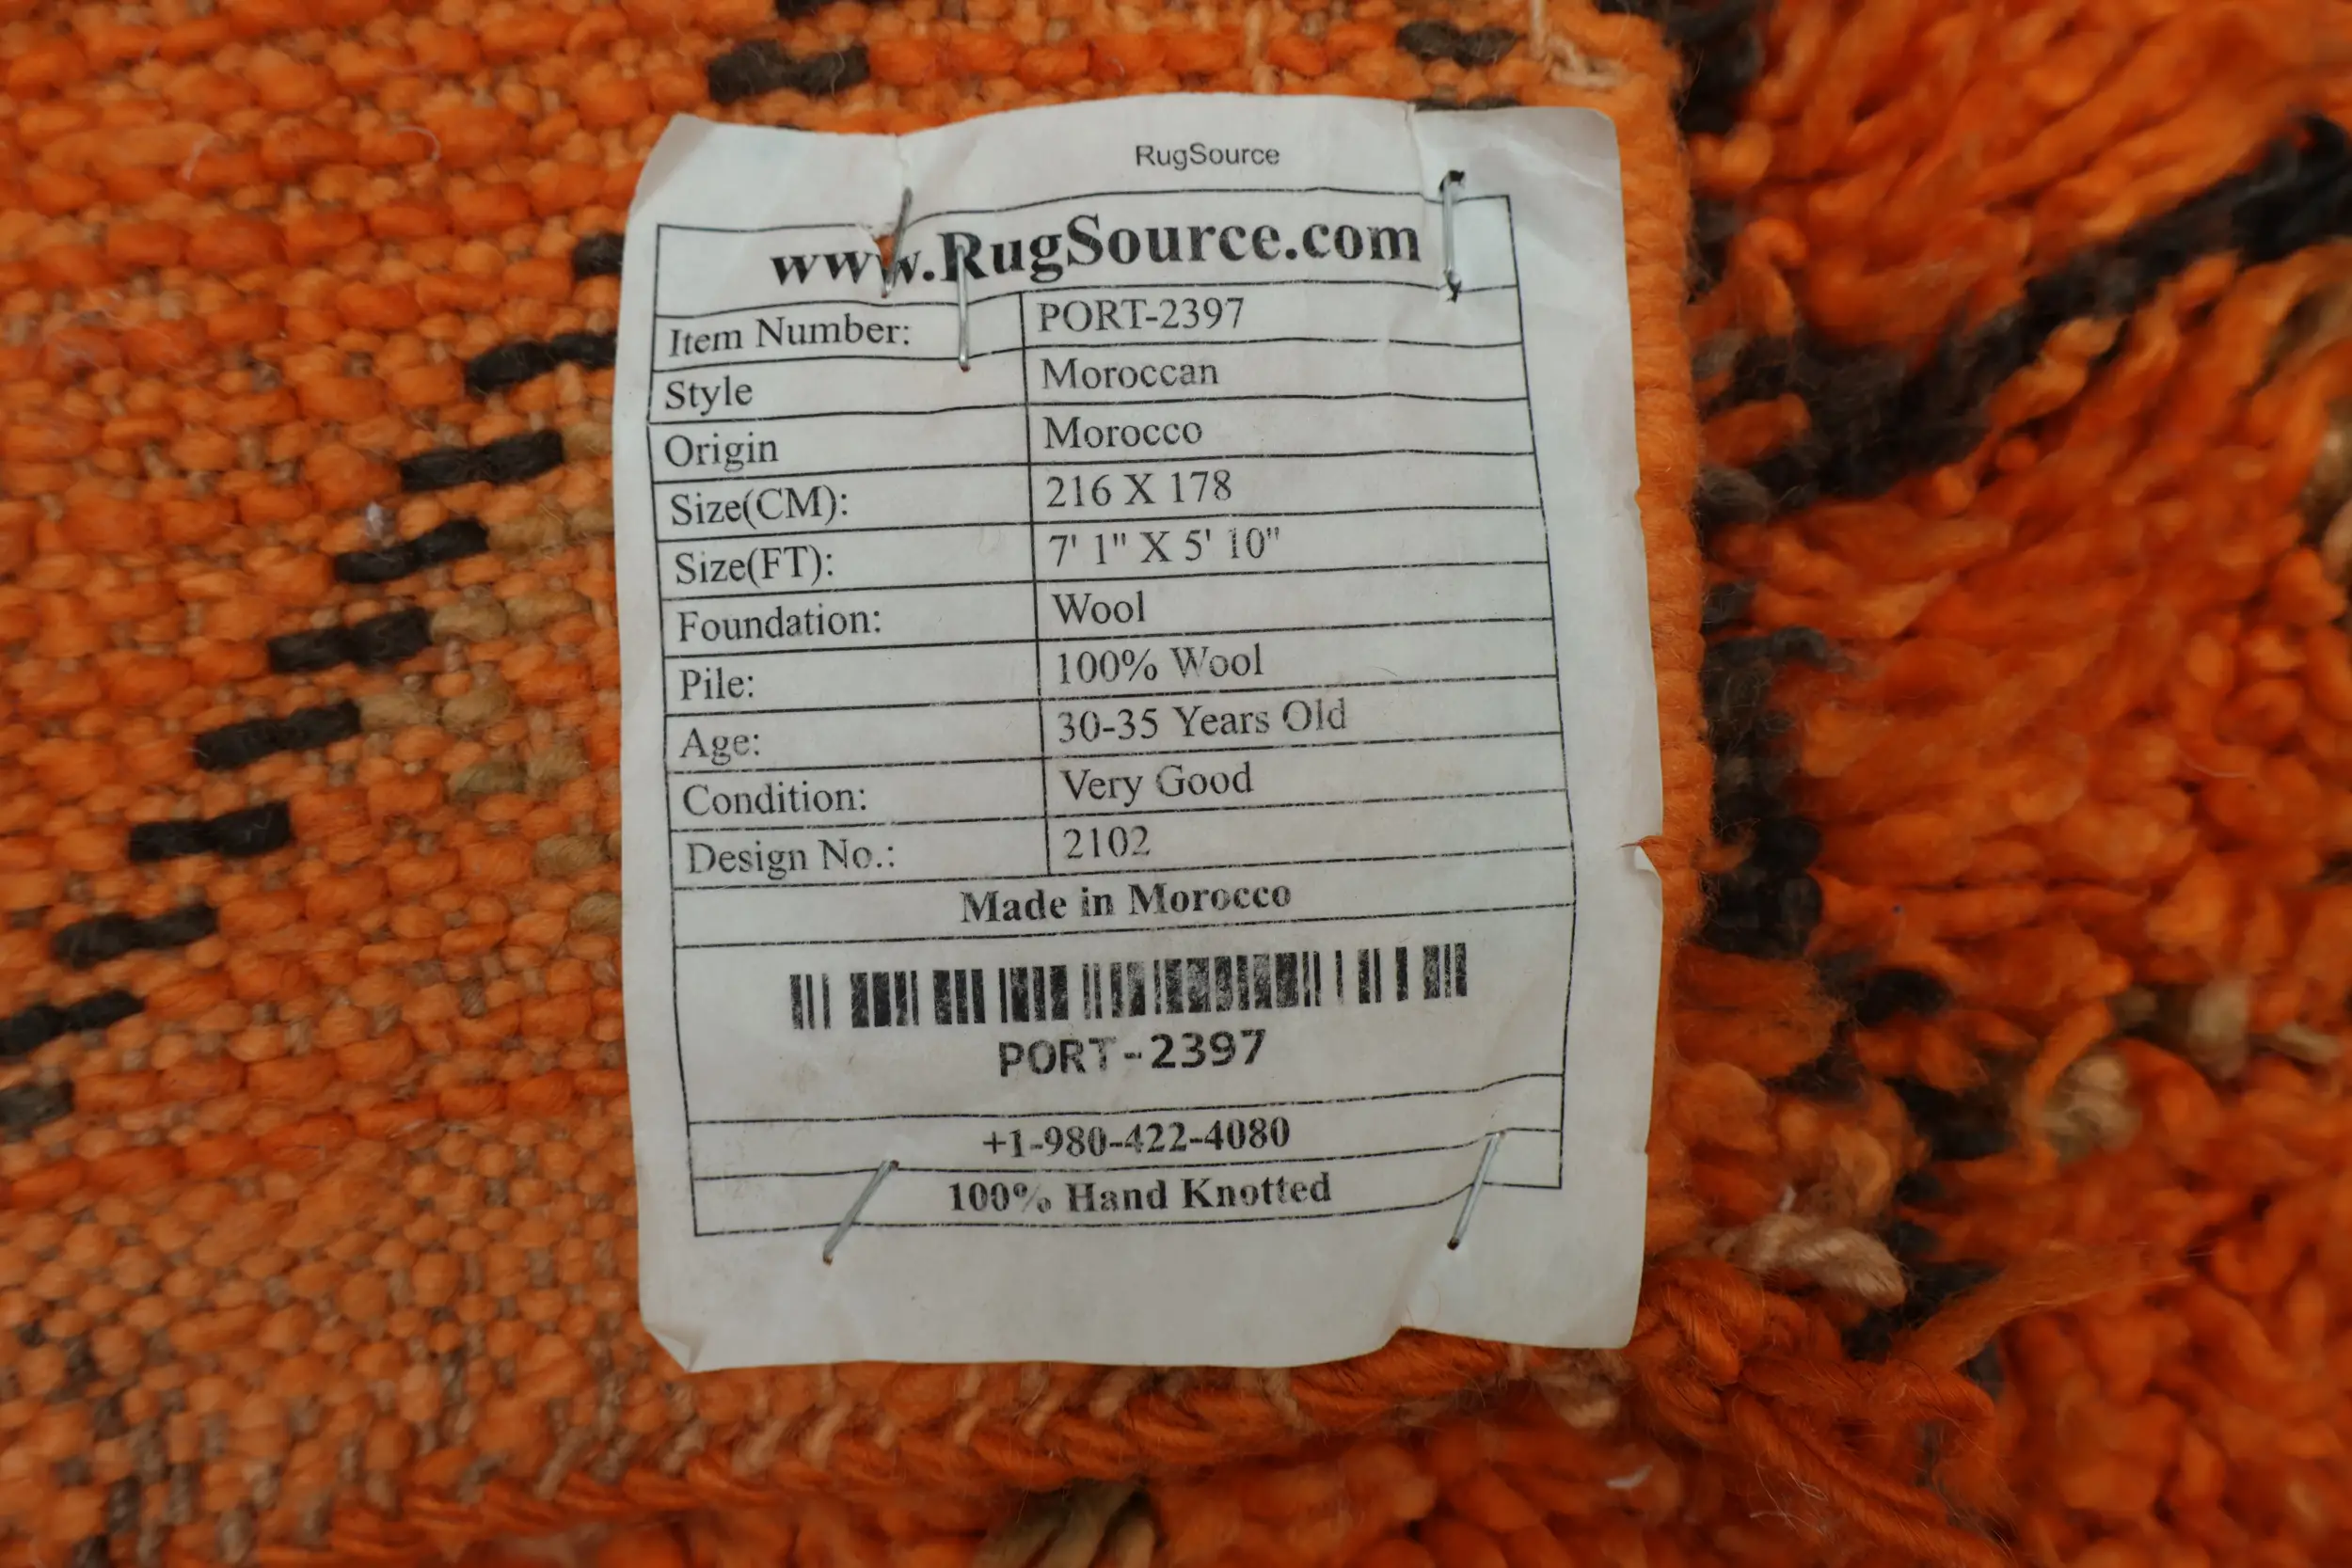 RugSource
www.RugSource.com
Item Number: PORT-2397
Style Moroccan
Origin Morocco
Size(CM): 216 X 178
Size(FT): 7' 1" X 5' 10"
Foundation: Wool
Pile: 100% Wool
Age: 30-35 Years Old
Condition: Very Good
Design No.: 2102
Made in Morocco
PORT-2397
+1-980-422-4080
100% Hand Knotted